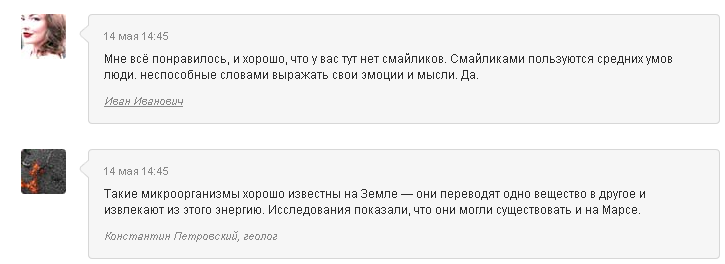 14 мая 14:45
Мне всё понравилось, и хорошо, что у вас тут нет смайликов. Смайликами пользуются средних умов
люди. неспособные словами выражать свои эмоции и мысли. Да.
Иван Иванович
14 мая 14:45
Такие микроорганизмы хорошо известны на Земле — они переводят одно вещество в другое и
извлекают из этого энергию. Исследования показали, что они могли существовать и на Марсе.
Константин Петровский, геолог